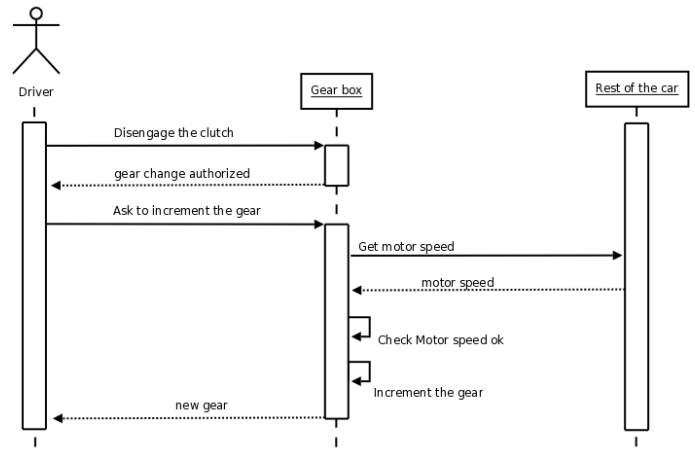 Driver
Gear box
Rest of the car
Disengage the clutch
gear change authorized
Ask to increment the gear
Get motor speed
motor speed
Check Motor speed ok
Increment the gear
new gear